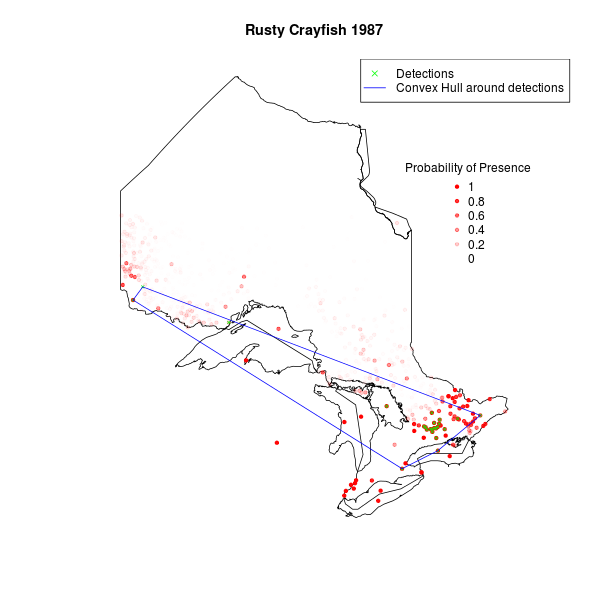 Rusty Crayfish 1987
Detections
Convex Hull around detections
Probability of Presence
1
0.8
0.6
0.4
0.2
0